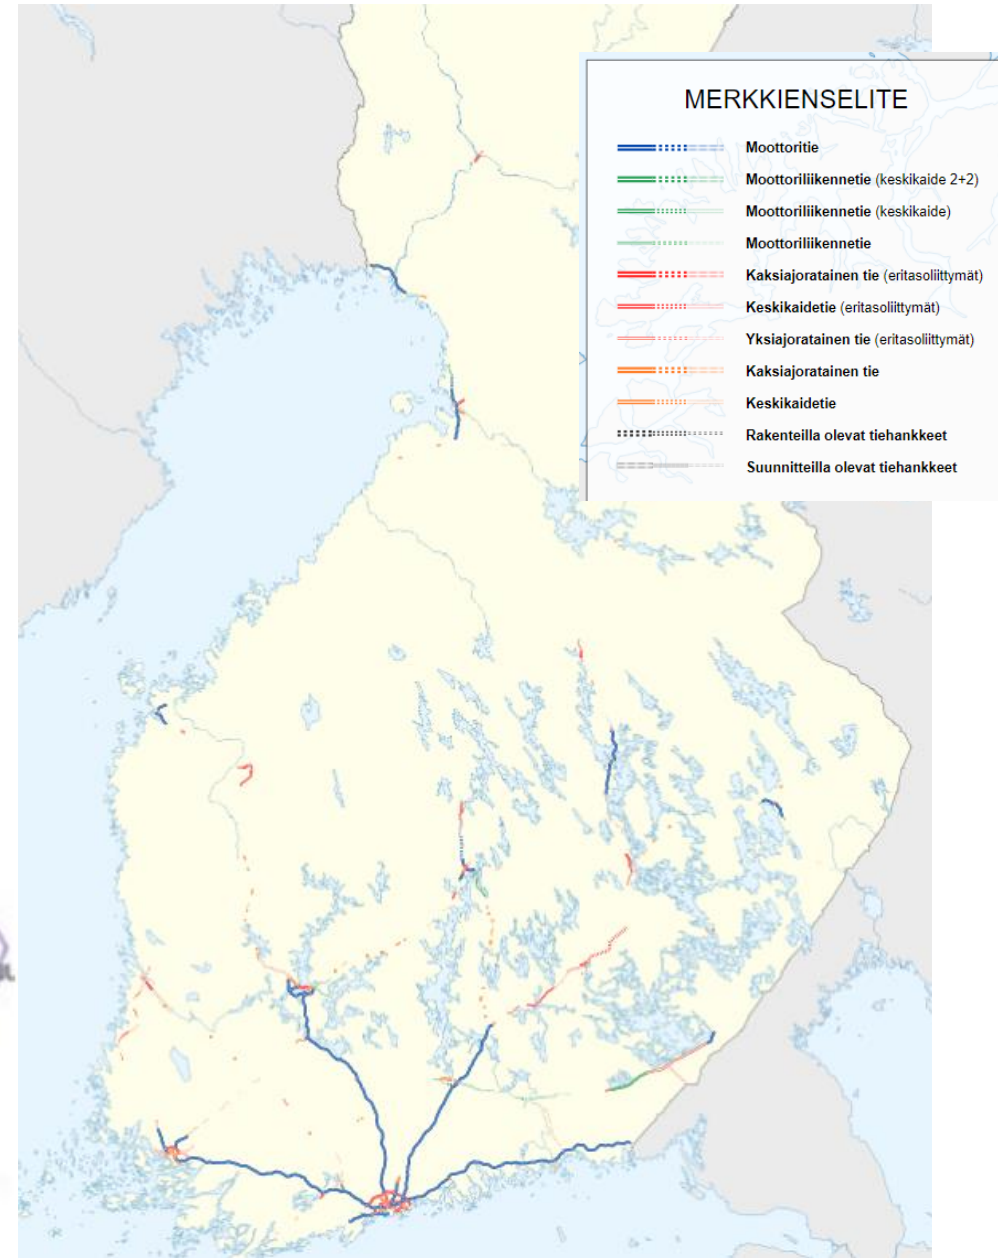 MERKKIENSELITE
Moottoritie
Moottoriliikennetie (keskikaide 2+2)
Moottoriliikennetie (keskikaide)
Moottoriliikennetie
Kaksiajoratainen tie (eritasoliittymät)
Keskikaidetie (eritasoliittymät)
Yksiajoratainen tie (eritasoliittymät)
Kaksiajoratainen tie
Keskikaidetie
Rakenteilla olevat tiehankkeet
Suunnitteilla olevat tiehankkeet